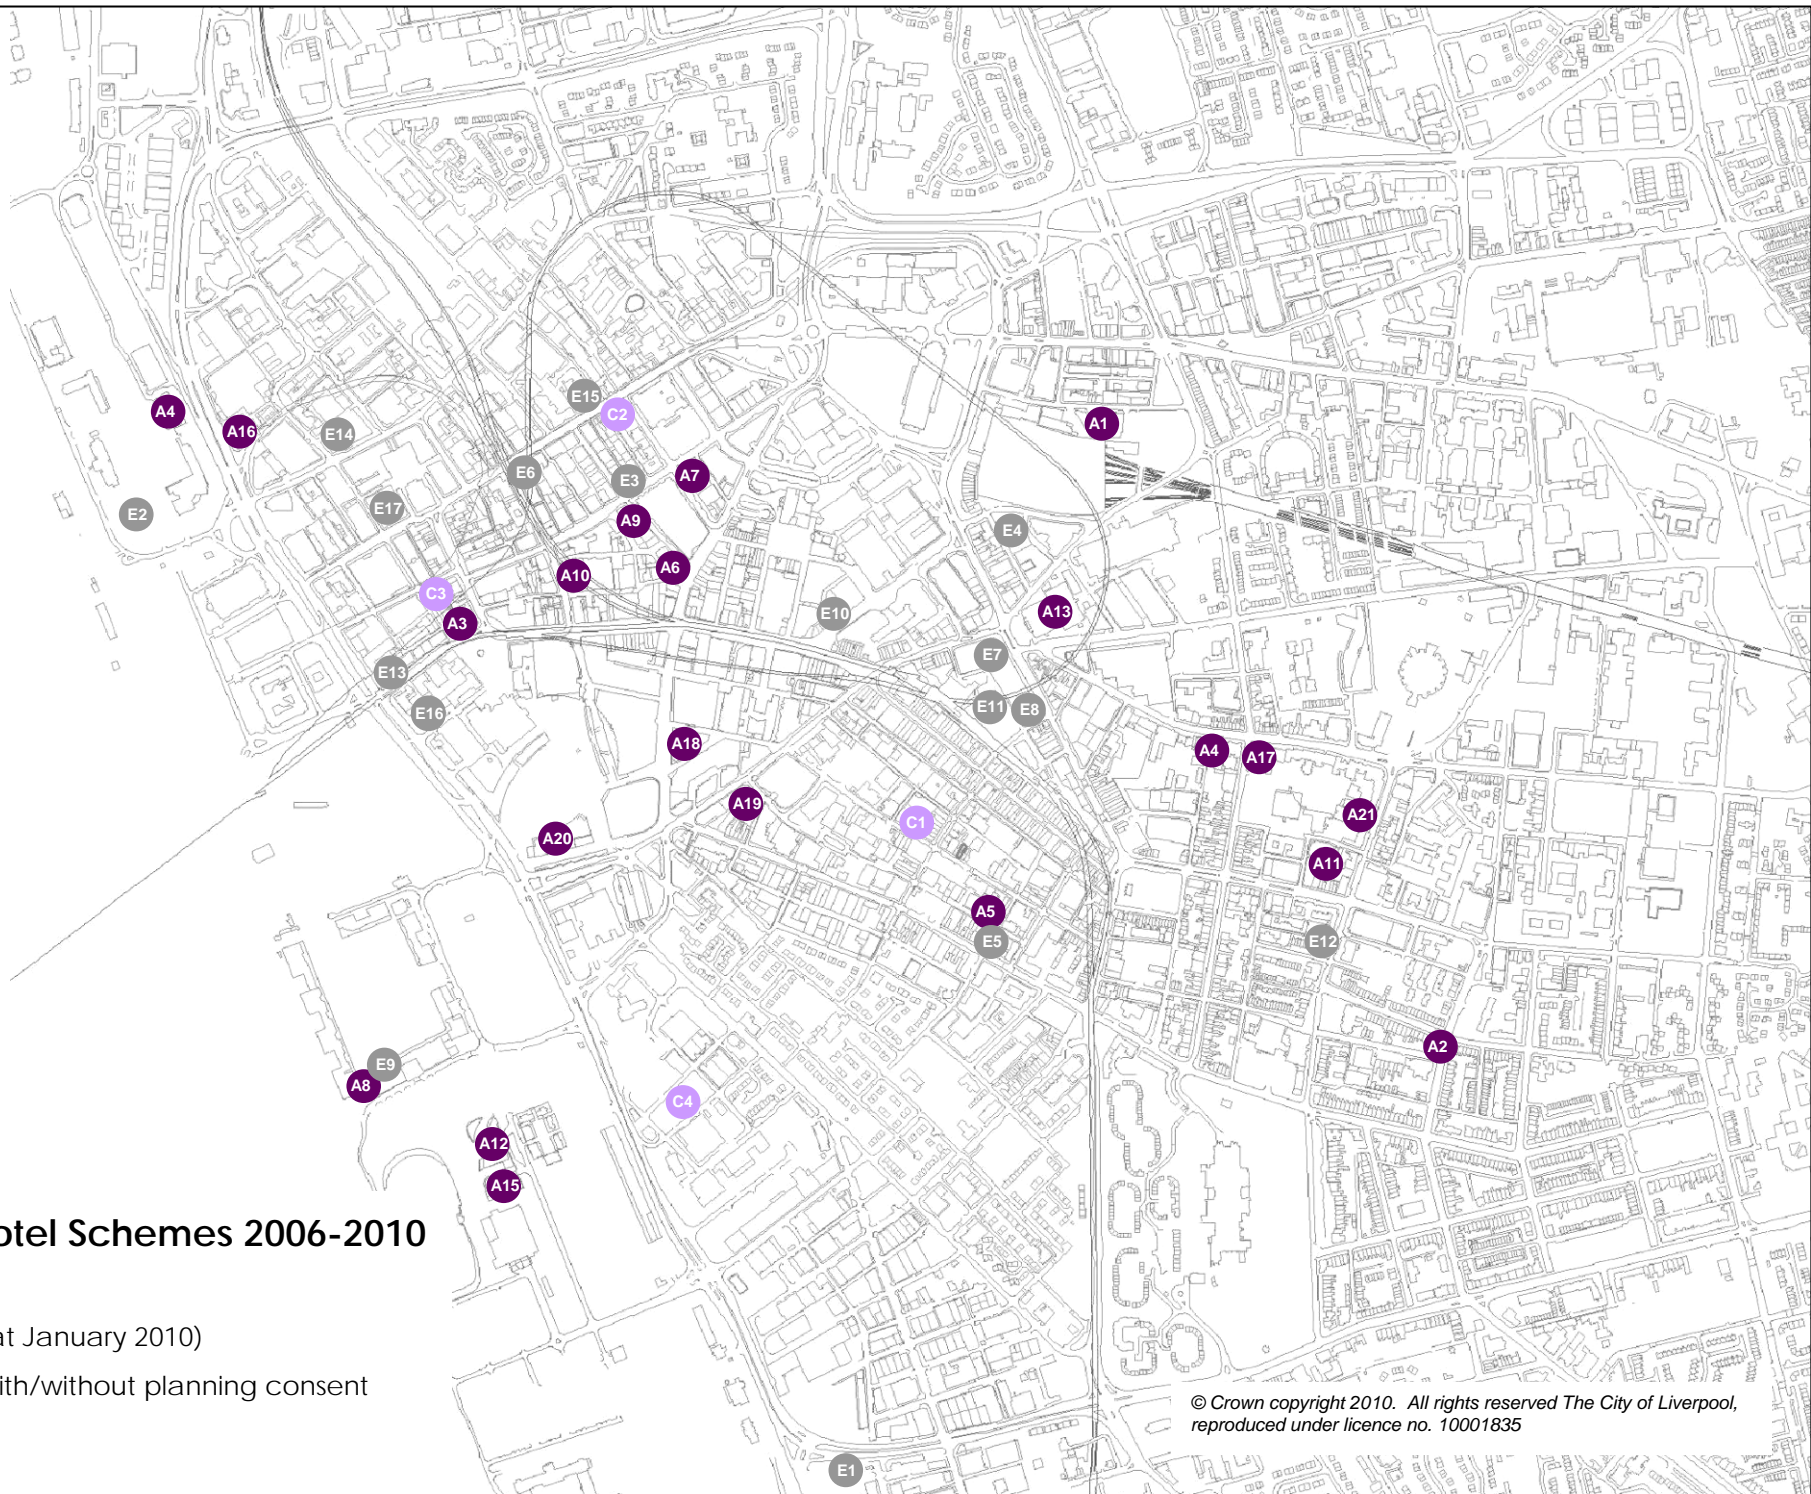 E15
C2
A4
A16
E14
A1
E6
E3
A7
E2
E17
A9
E4
A6
A10
C3
E10
A13
A3
E7
E13
E11
E8
E16
A18
A4
A17
A19
A21
C1
A20
A11
A5
E5
E12
A2
E9
A8
C4
A12
A15
otel Schemes 2006-2010
at January 2010)
ith/without planning consent
© Crown copyright 2010. All rights reserved The City of Liverpool,
reproduced under licence no. 10001835
E1